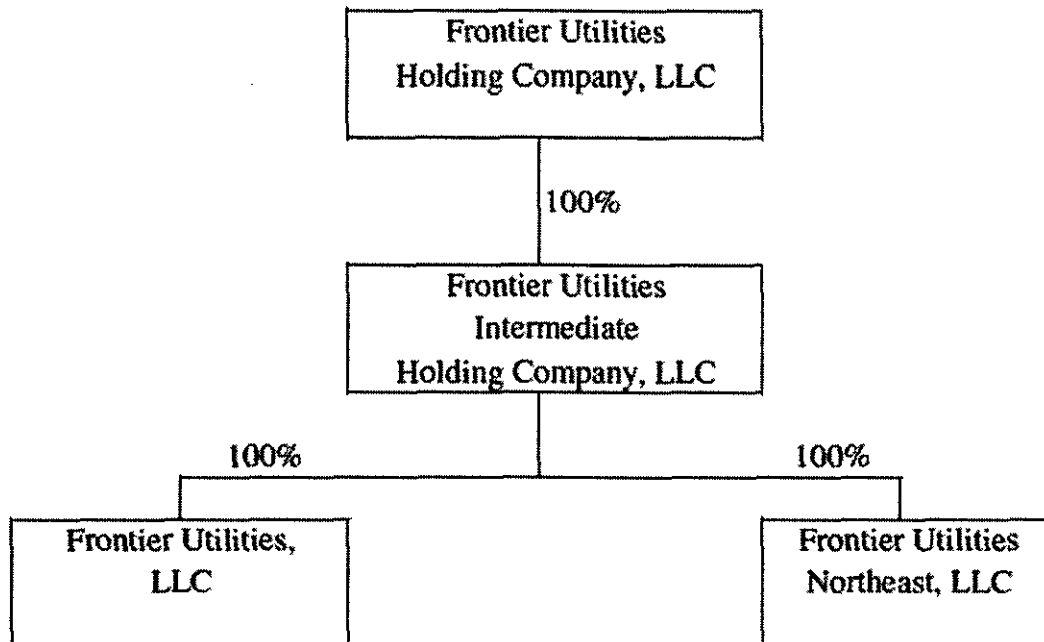 Frontier Utilities
Holding Company, LLC
100%
Frontier Utilities
Intermediate
Holding Company, LLC
100%
100%
Frontier Utilities,
LLC
Frontier Utilities
Northeast, LLC